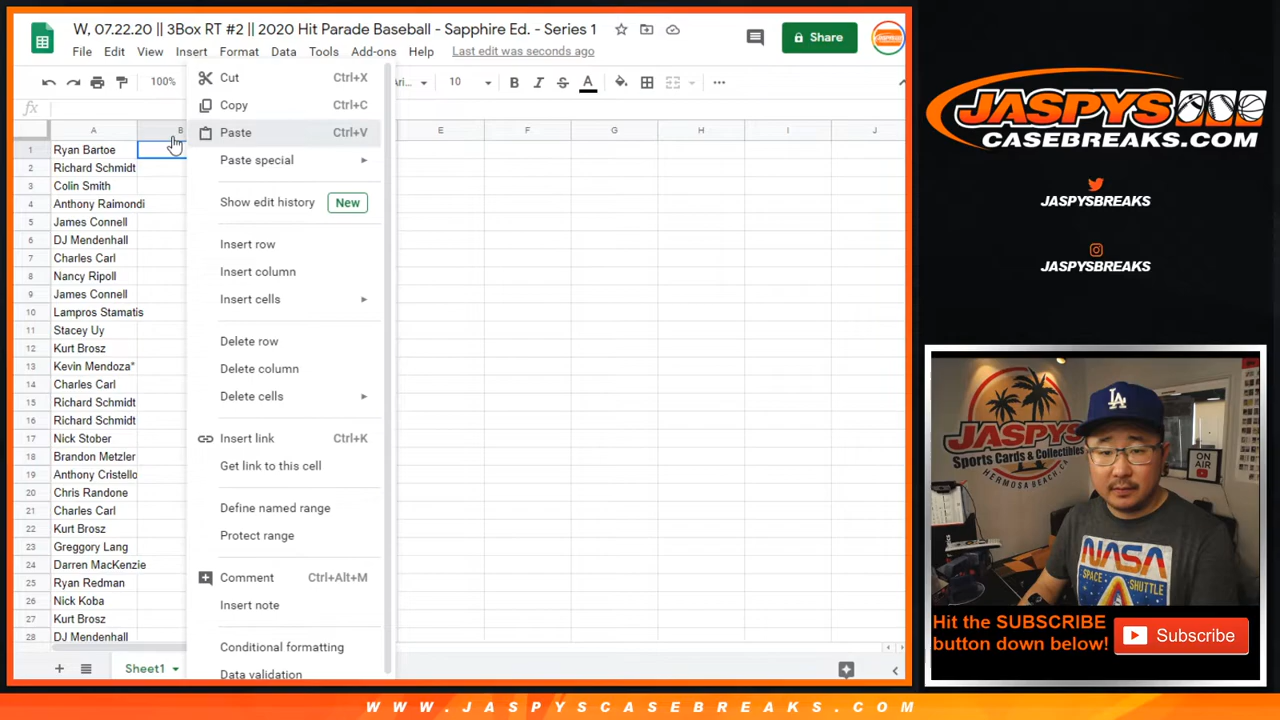 W, 07.22.20 || 3Box RT #2 || 2020 Hit Parade Baseball - Sapphire Ed. - Series 1
File Edit View Insert Format Data Tools Add-ons Help Last edit was seconds ago
Share
100% Ari... 10 B I S A
fx
A B E F G H I J
1 Ryan Bartoe
2 Richard Schmidt
3 Colin Smith
4 Anthony Raimondi
5 James Connell
6 DJ Mendenhall
7 Charles Carl
8 Nancy Ripoll
9 James Connell
10 Lampros Stamatis
11 Stacey Uy
12 Kurt Brosz
13 Kevin Mendoza*
14 Charles Carl
15 Richard Schmidt
16 Richard Schmidt
17 Nick Stober
18 Brandon Metzler
19 Anthony Cristello
20 Chris Randone
21 Charles Carl
22 Kurt Brosz
23 Greggory Lang
24 Darren MacKenzie
25 Ryan Redman
26 Nick Koba
27 Kurt Brosz
28 DJ Mendenhall
Cut Ctrl+X
Copy Ctrl+C
Paste Ctrl+V
Paste special
Show edit history New
Insert row
Insert column
Insert cells
Delete row
Delete column
Delete cells
Insert link Ctrl+K
Get link to this cell
Define named range
Protect range
Comment Ctrl+Alt+M
Insert note
Conditional formatting
Data validation
Sheet1
JASPYS
CASEBREAKS.COM
JASPYSBREAKS
JASPYSBREAKS
JASPYS
Sports Cards & Collectibles
HERMOSA BEACH, CA
LA
ON AIR
NASA
SPACE SHUTTLE
Hit the SUBSCRIBE
button down below!
Subscribe
WWW.JASPYSCASEBREAKS.COM